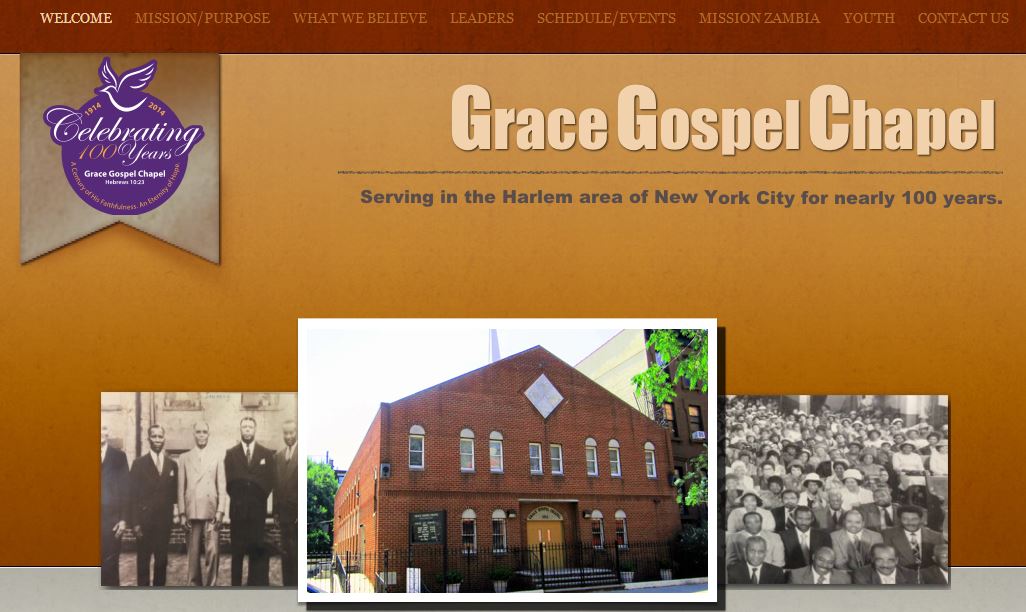 WELCOME MISSION/PURPOSE WHAT WE BELIEVE LEADERS SCHEDULE/EVENTS MISSION ZAMBIA YOUTH CONTACT US
1914 2014
Celebrating
100 Years
Grace Gospel Chapel
Hebrews 10:23
A Century of His Faithfulness. An Eternity of Hope.
Grace Gospel Chapel
Serving in the Harlem area of New York City for nearly 100 years.